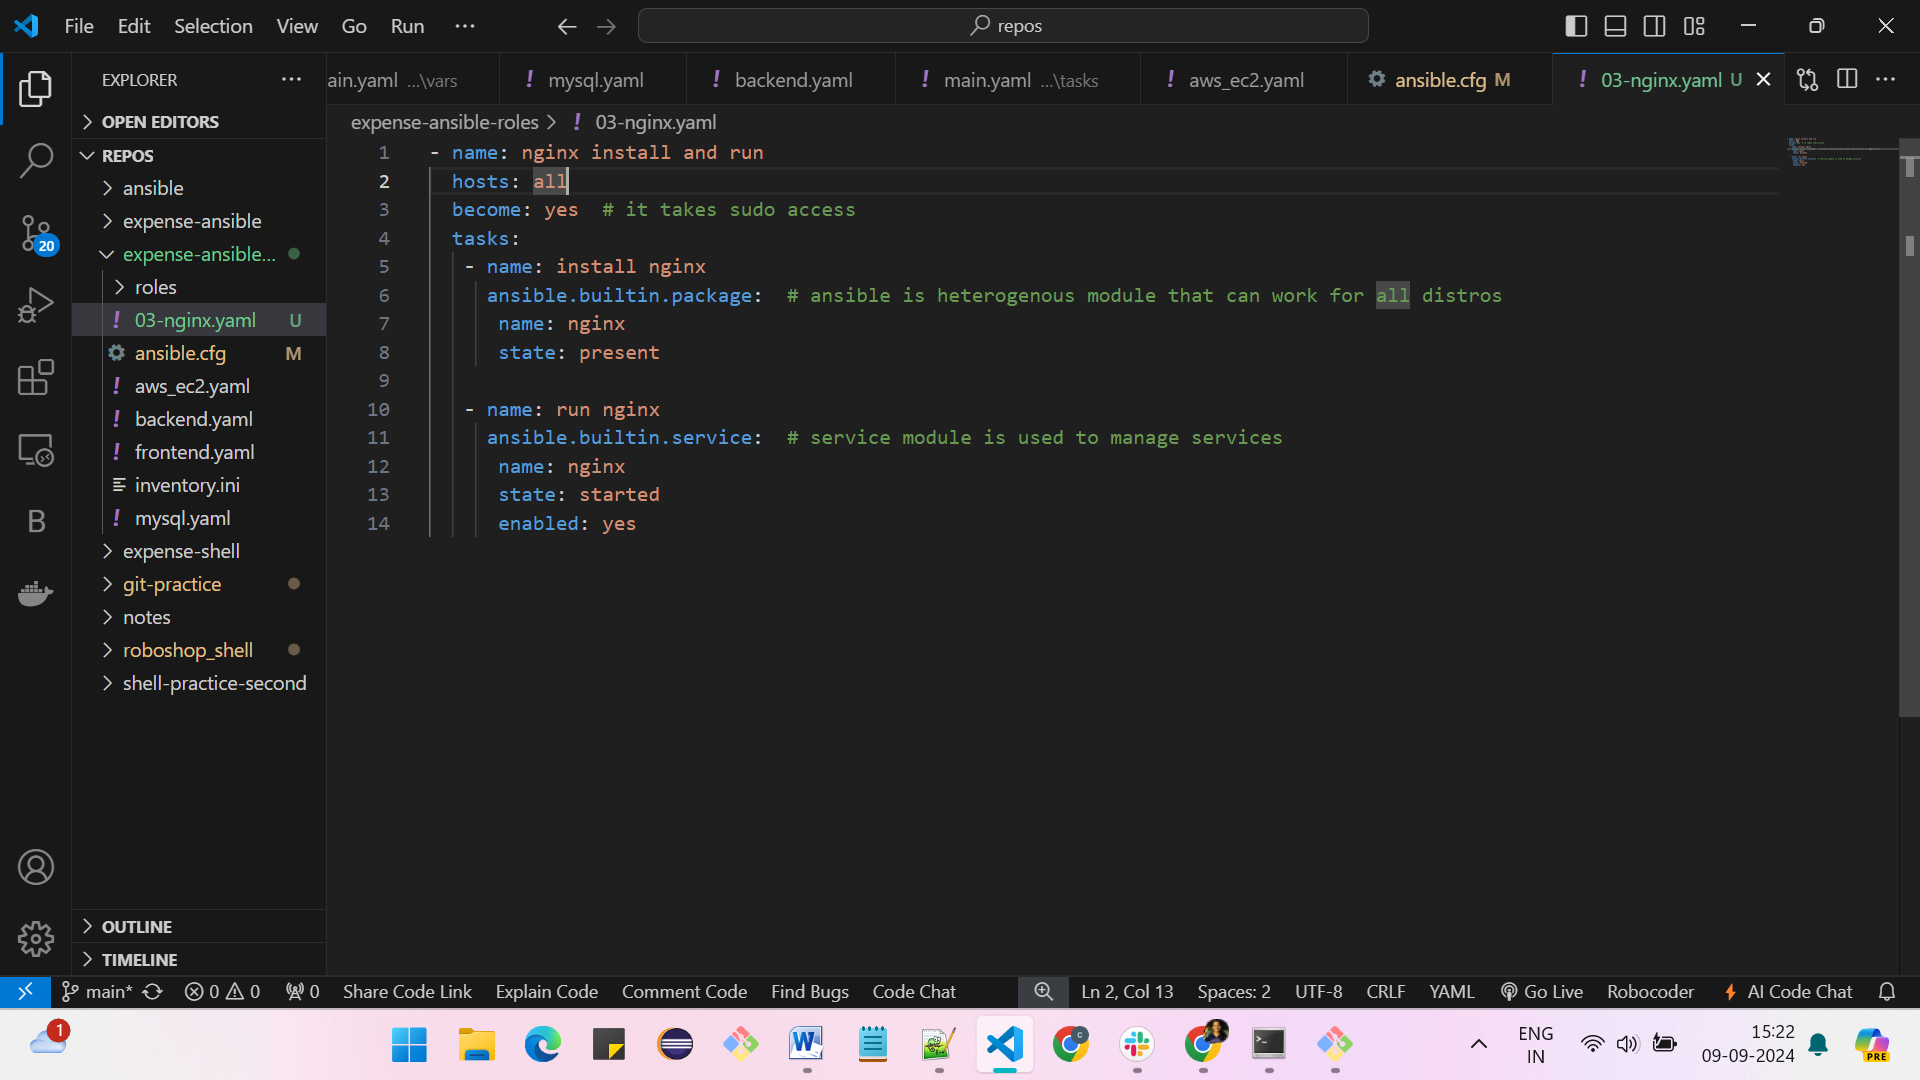 File Edit Selection View Go Run ··· repos
EXPLORER ···
ain.yaml ...\vars
! mysql.yaml
! backend.yaml
! main.yaml ...\tasks
! aws_ec2.yaml
ansible.cfg M
! 03-nginx.yaml U
OPEN EDITORS
REPOS
ansible
expense-ansible
expense-ansible...
roles
! 03-nginx.yaml U
ansible.cfg M
! aws_ec2.yaml
! backend.yaml
! frontend.yaml
inventory.ini
! mysql.yaml
expense-shell
git-practice
notes
roboshop_shell
shell-practice-second
OUTLINE
TIMELINE
20
B
expense-ansible-roles > ! 03-nginx.yaml
1 - name: nginx install and run
2 hosts: all
3 become: yes # it takes sudo access
4 tasks:
5 - name: install nginx
6 ansible.builtin.package: # ansible is heterogenous module that can work for all distros
7 name: nginx
8 state: present
9
10 - name: run nginx
11 ansible.builtin.service: # service module is used to manage services
12 name: nginx
13 state: started
14 enabled: yes
main* 0 0 0 Share Code Link Explain Code Comment Code Find Bugs Code Chat Ln 2, Col 13 Spaces: 2 UTF-8 CRLF YAML Go Live Robocoder AI Code Chat
1
W
c
ENG
IN
15:22
09-09-2024
PRE